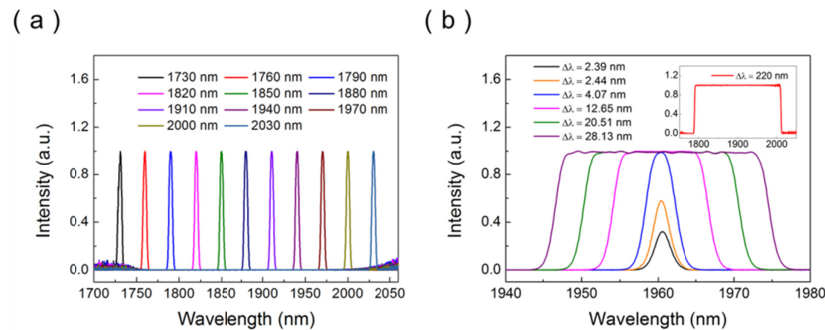 ( a )
1730 nm 1760 nm 1790 nm
1820 nm 1850 nm 1880 nm
1910 nm 1940 nm 1970 nm
2000 nm 2030 nm
1.6
1.2
0.8
0.4
0.0
Intensity (a.u.)
1700 1750 1800 1850 1900 1950 2000 2050
Wavelength (nm)
( b )
Δλ = 2.39 nm
Δλ = 2.44 nm
Δλ = 4.07 nm
Δλ = 12.65 nm
Δλ = 20.51 nm
Δλ = 28.13 nm
Δλ = 220 nm
1.2
0.8
0.4
0.0
1800 1900 2000
1.6
1.2
0.8
0.4
0.0
Intensity (a.u.)
1940 1950 1960 1970 1980
Wavelength (nm)